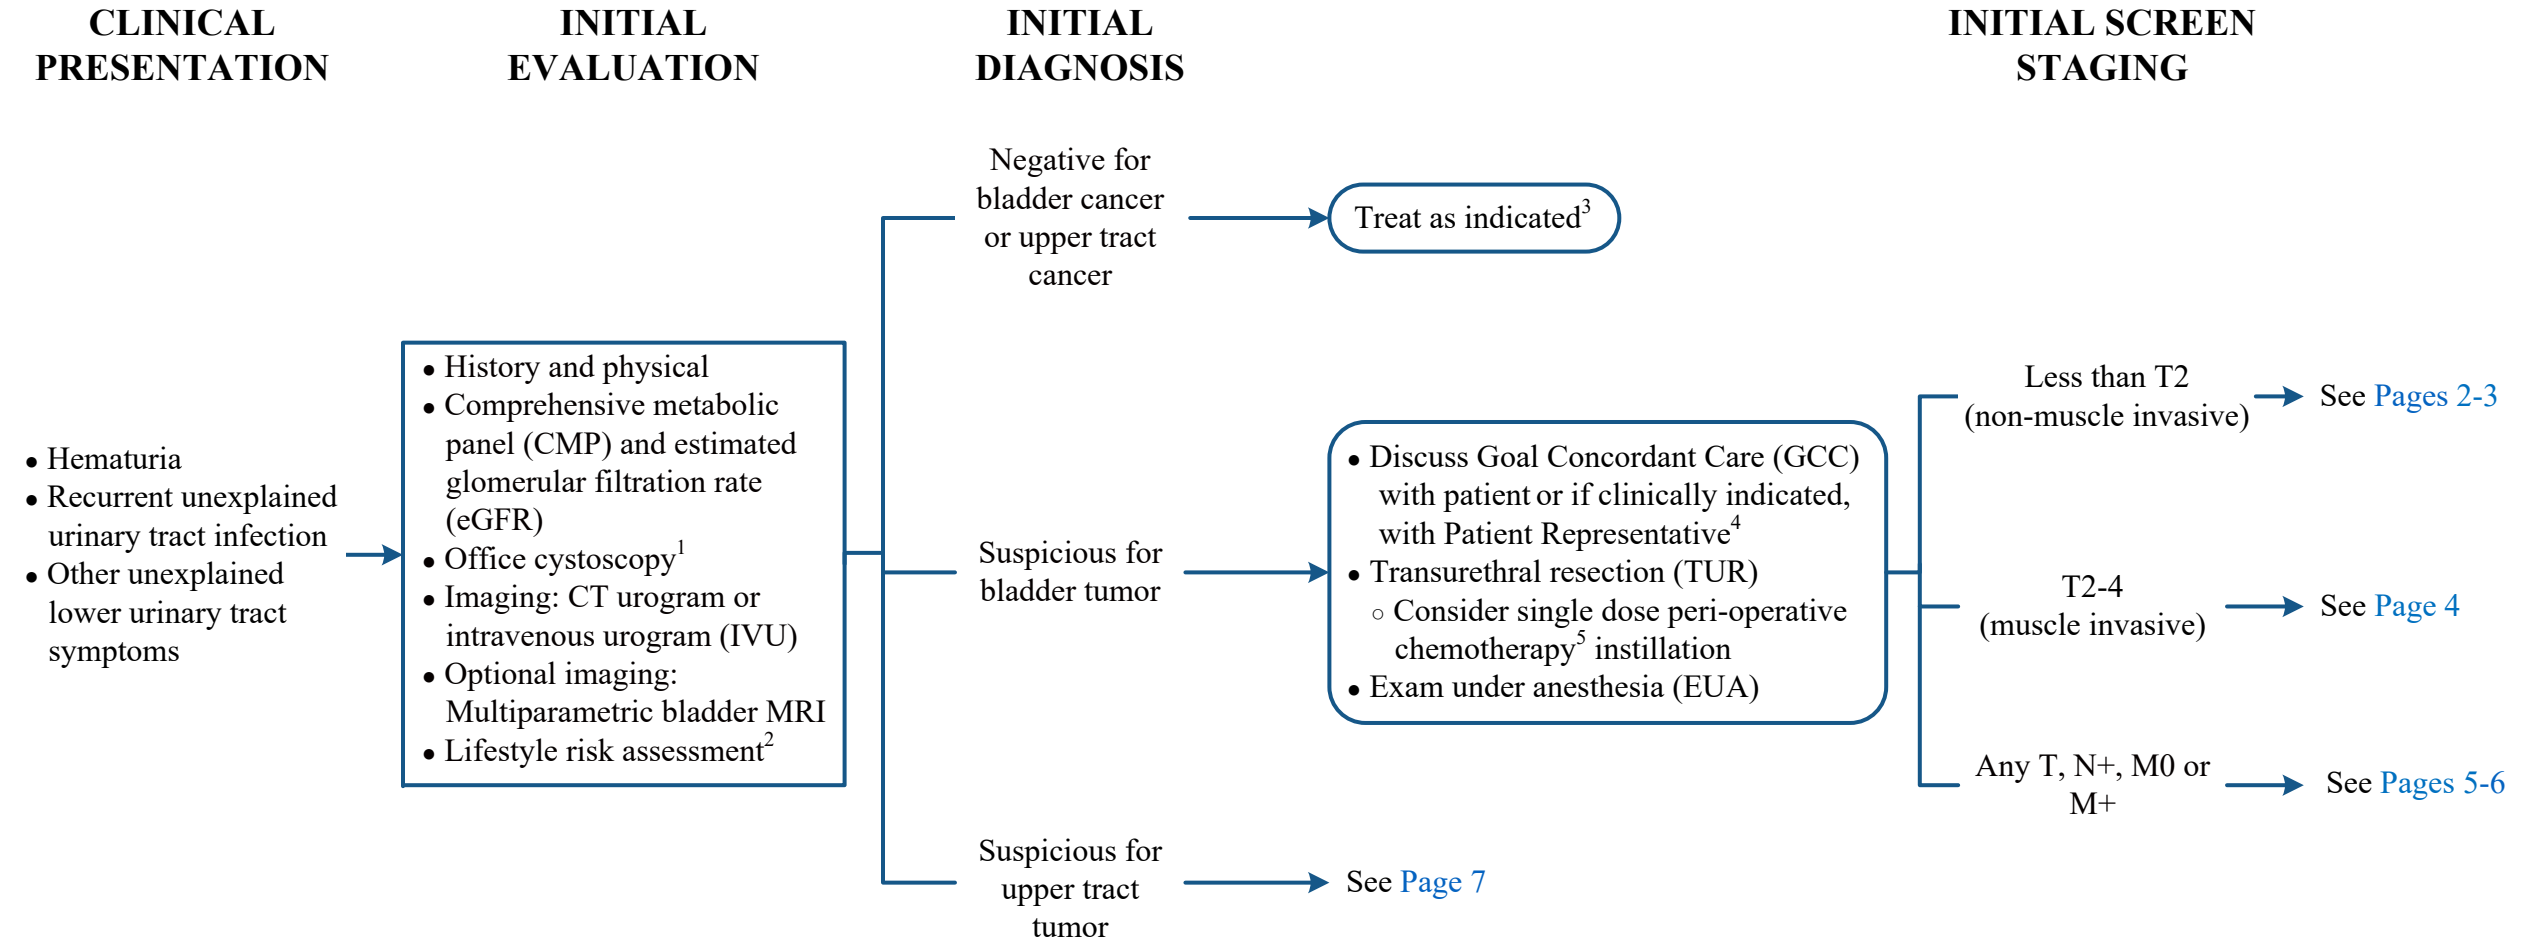 CLINICAL
PRESENTATION
INITIAL
EVALUATION
INITIAL
DIAGNOSIS
INITIAL SCREEN
STAGING
• Hematuria
• Recurrent unexplained
urinary tract infection
• Other unexplained
lower urinary tract
symptoms
• History and physical
• Comprehensive metabolic
panel (CMP) and estimated
glomerular filtration rate
(eGFR)
• Office cystoscopy¹
• Imaging: CT urogram or
intravenous urogram (IVU)
• Optional imaging:
Multiparametric bladder MRI
• Lifestyle risk assessment²
Negative for
bladder cancer
or upper tract
cancer
Treat as indicated³
Suspicious for
bladder tumor
• Discuss Goal Concordant Care (GCC)
with patient or if clinically indicated,
with Patient Representative⁴
• Transurethral resection (TUR)
○ Consider single dose peri-operative
chemotherapy⁵ instillation
• Exam under anesthesia (EUA)
Less than T2
(non-muscle invasive)
See Pages 2-3
T2-4
(muscle invasive)
See Page 4
Any T, N+, M0 or
M+
See Pages 5-6
Suspicious for
upper tract
tumor
See Page 7